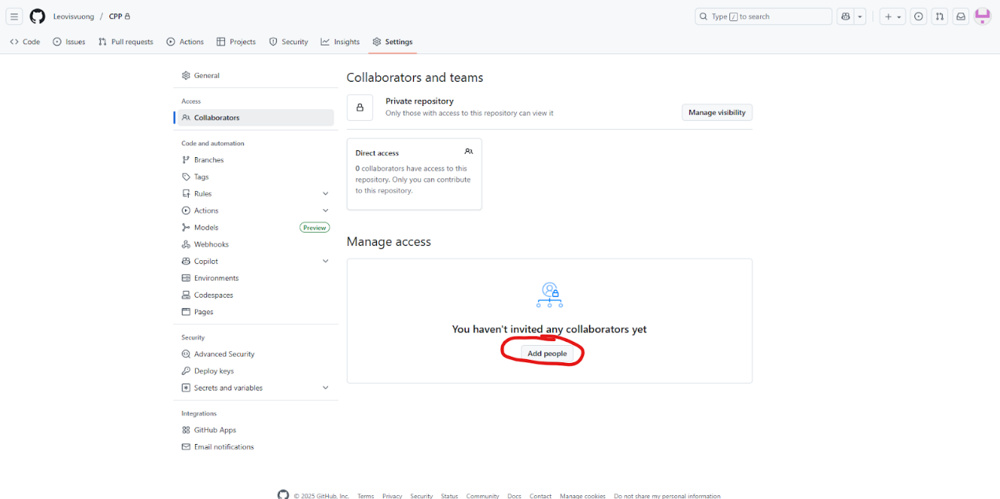 Leovisvuong / CPP
Type / to search
Code Issues Pull requests Actions Projects Security Insights Settings
General
Access
Collaborators
Code and automation
Branches
Tags
Rules
Actions
Models Preview
Webhooks
Copilot
Environments
Codespaces
Pages
Security
Advanced Security
Deploy keys
Secrets and variables
Integrations
GitHub Apps
Email notifications
Collaborators and teams
Private repository
Only those with access to this repository can view it
Manage visibility
Direct access
0 collaborators have access to this
repository. Only you can contribute
to this repository.
Manage access
You haven't invited any collaborators yet
Add people
© 2025 GitHub, Inc. Terms Privacy Security Status Community Docs Contact Manage cookies Do not share my personal information